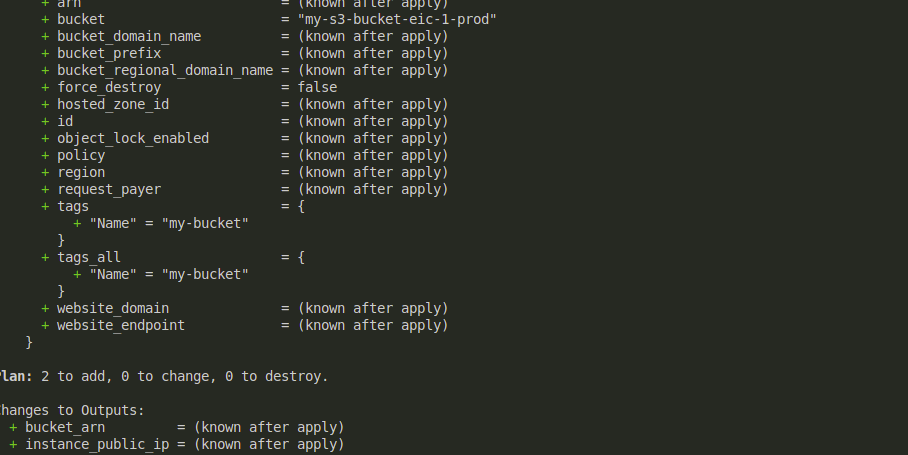 + arn = (known after apply)
+ bucket = "my-s3-bucket-eic-1-prod"
+ bucket_domain_name = (known after apply)
+ bucket_prefix = (known after apply)
+ bucket_regional_domain_name = (known after apply)
+ force_destroy = false
+ hosted_zone_id = (known after apply)
+ id = (known after apply)
+ object_lock_enabled = (known after apply)
+ policy = (known after apply)
+ region = (known after apply)
+ request_payer = (known after apply)
+ tags = {
+ "Name" = "my-bucket"
}
+ tags_all = {
+ "Name" = "my-bucket"
}
+ website_domain = (known after apply)
+ website_endpoint = (known after apply)
}
Plan: 2 to add, 0 to change, 0 to destroy.
Changes to Outputs:
+ bucket_arn = (known after apply)
+ instance_public_ip = (known after apply)